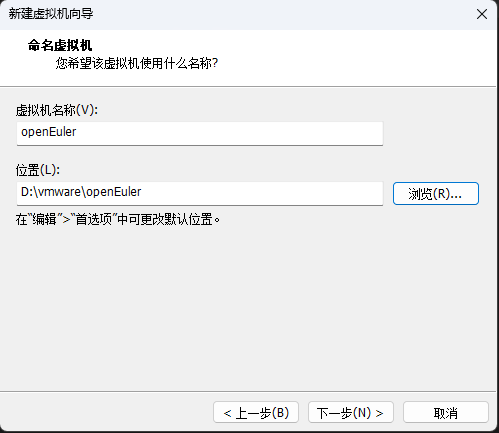 新建虚拟机向导
命名虚拟机
您希望该虚拟机使用什么名称?
虚拟机名称(V):
openEuler
位置(L):
D:\vmware\openEuler
浏览(R)...
在“编辑”>“首选项”中可更改默认位置。
< 上一步(B)
下一步(N) >
取消